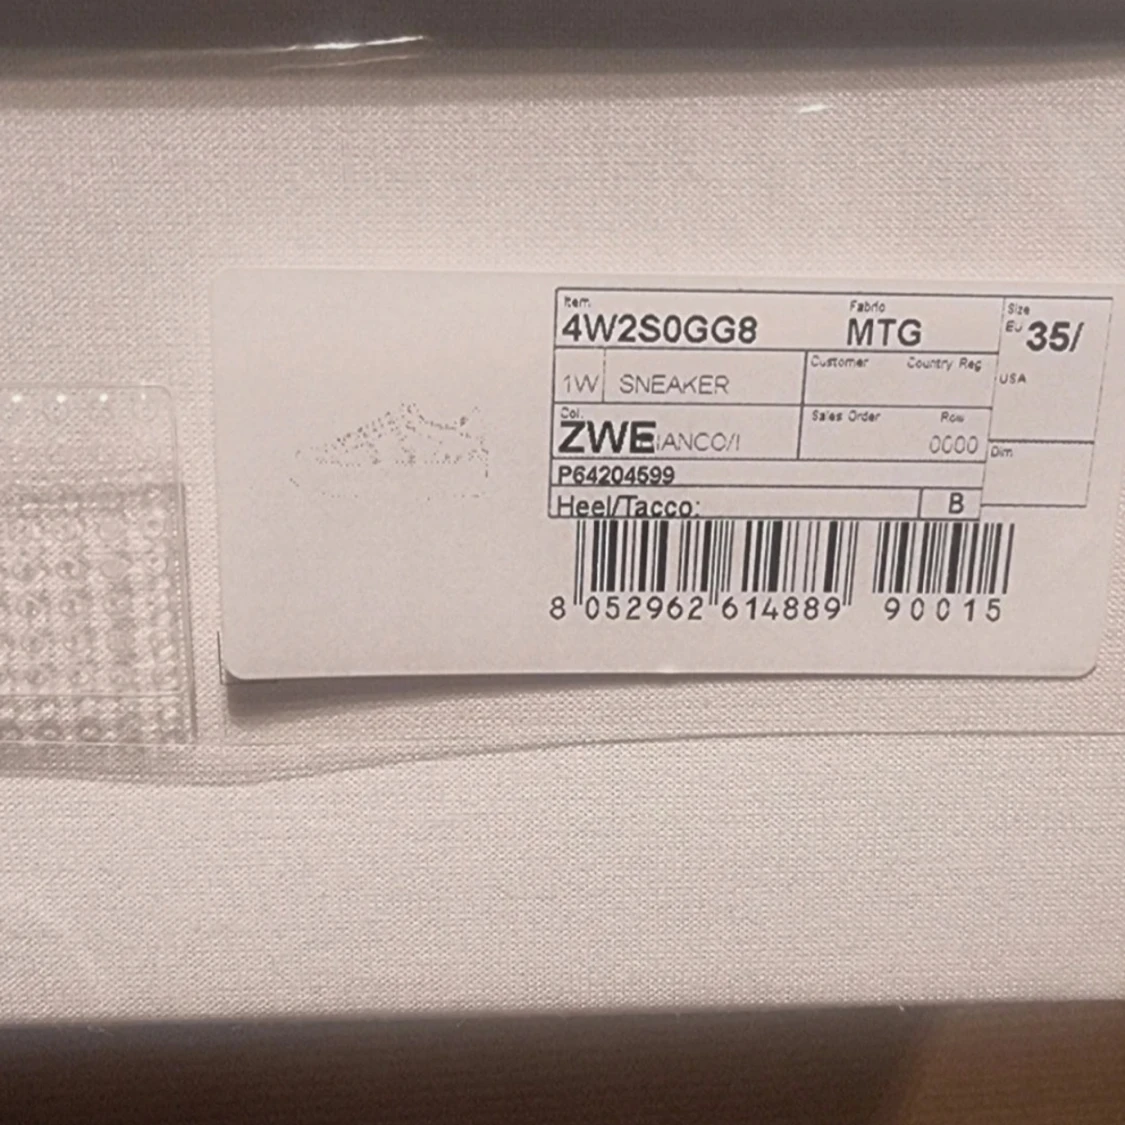 Item Fabric Size
4W2S0GG8 MTG EU 35/
Customer Country Reg
1W SNEAKER USA
Col. Sales Order Row
ZWE IANCO/I 0000 Dim
P64204599
Heel/Tacco: B
8 052962 614889 90015